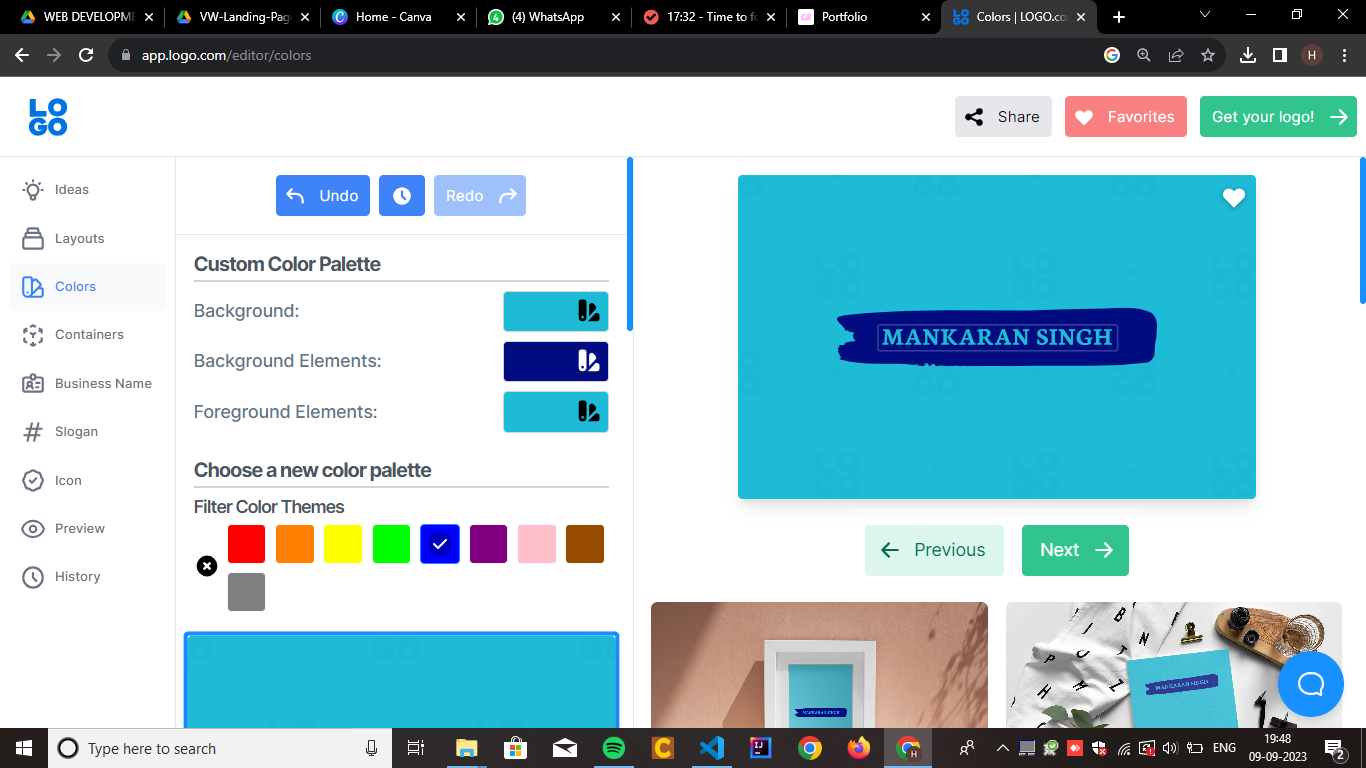 WEB DEVELOPME
VW-Landing-Pag
Home - Canva
(4) WhatsApp
17:32 - Time to f
Portfolio
Colors | LOGO.co
app.logo.com/editor/colors
H
LO
GO
Share
Favorites
Get your logo!
Ideas
Layouts
Colors
Containers
Business Name
Slogan
Icon
Preview
History
Undo
Redo
Custom Color Palette
Background:
Background Elements:
Foreground Elements:
Choose a new color palette
Filter Color Themes
MANKARAN SINGH
Previous
Next
MANKARAN SINGH
MANKARAN SINGH
Type here to search
ENG
19:48
09-09-2023
2